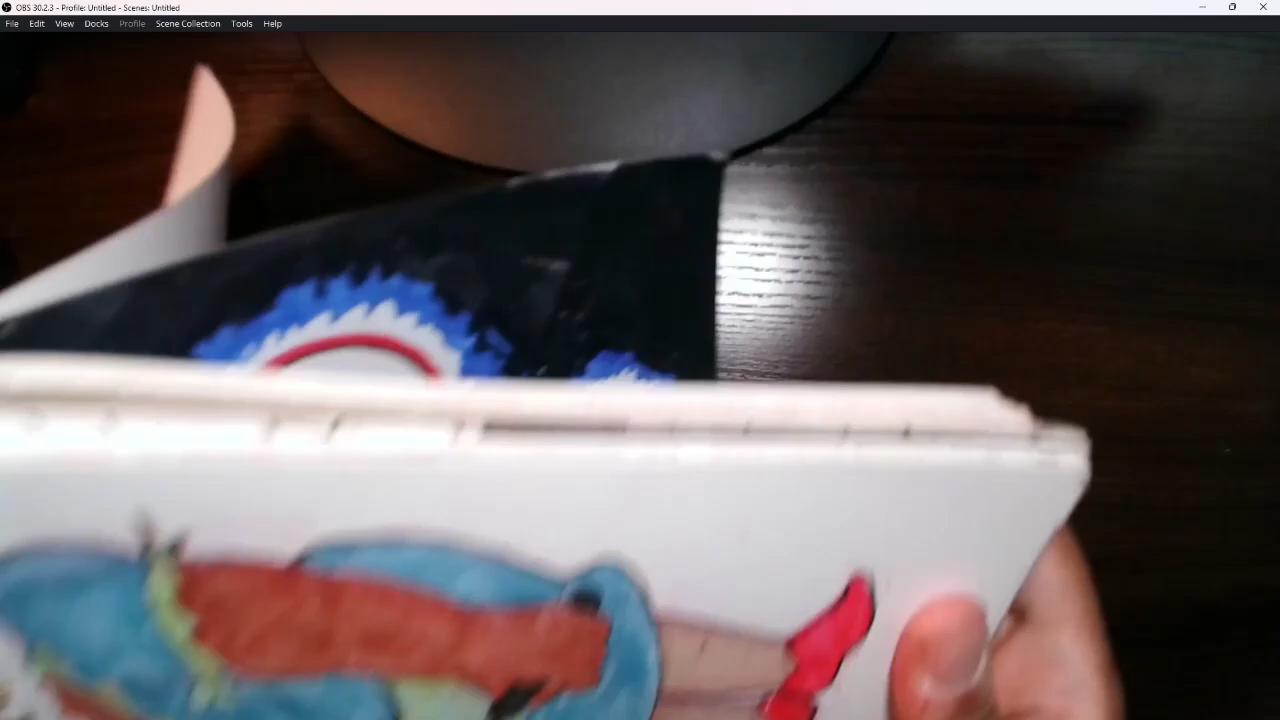 OBS 30.2.3 - Profile: Untitled - Scenes: Untitled
File Edit View Docks Profile Scene Collection Tools Help